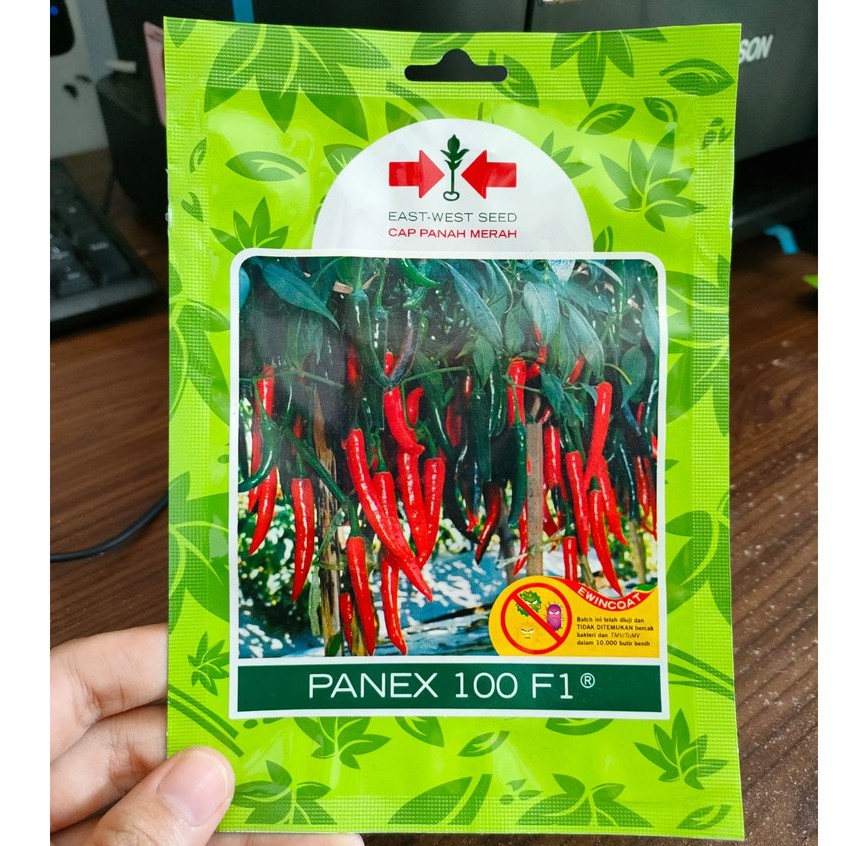 SON
EAST-WEST SEED
CAP PANAH MERAH
EWINCOAT
Batch ini telah diuji dan
TIDAK DITEMUKAN bercak
bakteri dan TMV/ToMV
dalam 10.000 butir benih
PANEX 100 F1®